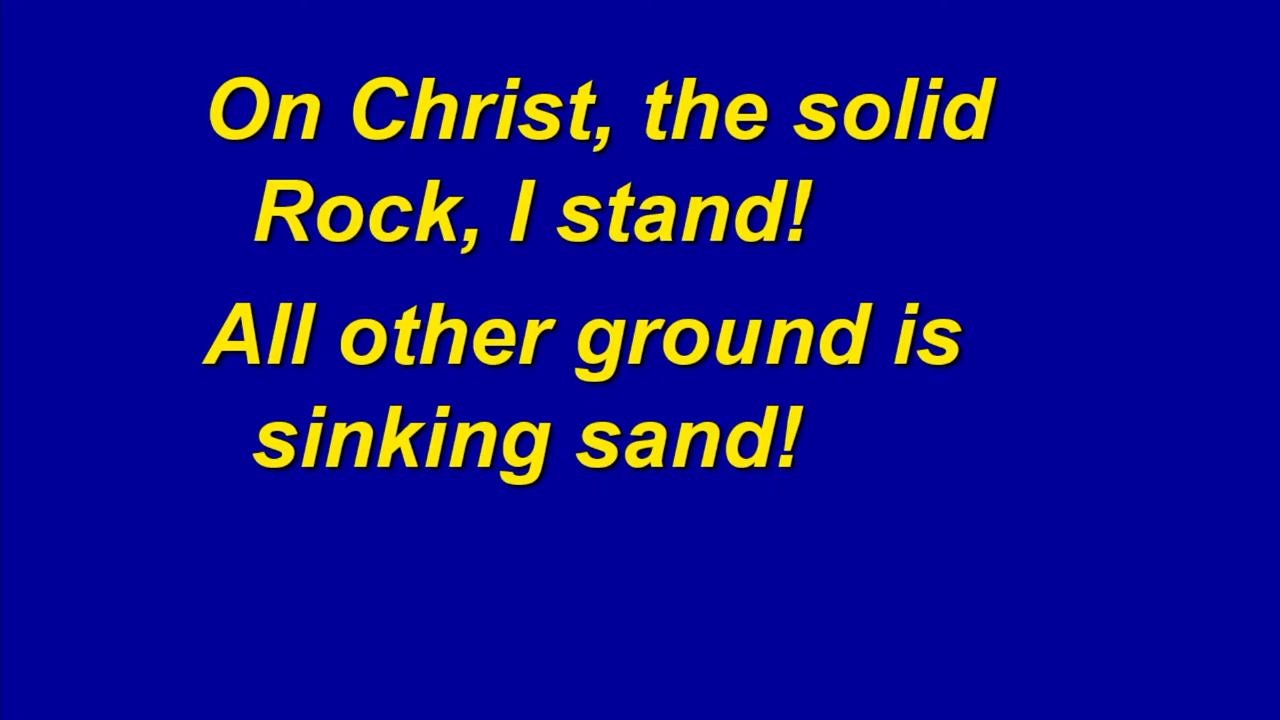 On Christ, the solid
Rock, I stand!
All other ground is
sinking sand!